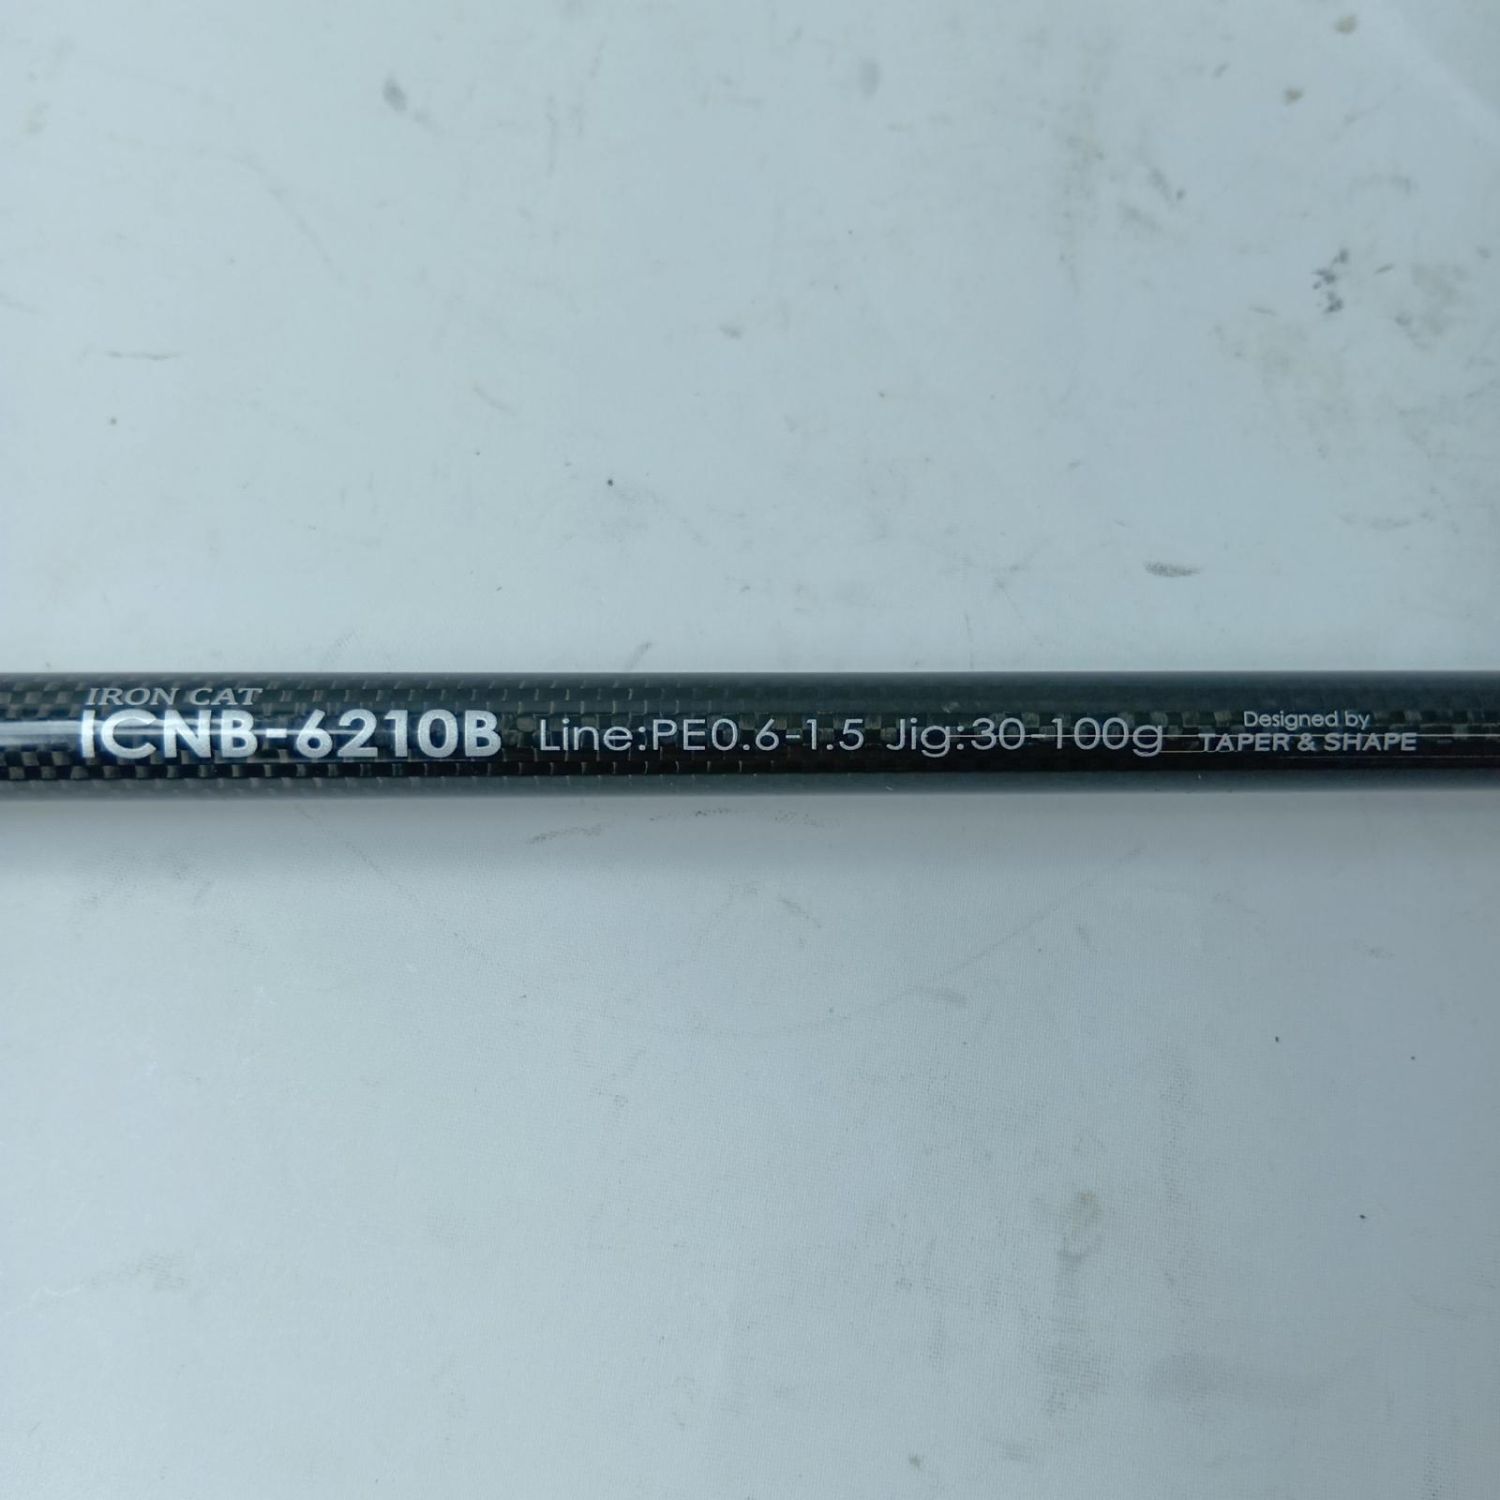 IRON CAT
ICNB-6210B Line:PE0.6-1.5 Jig:30-100g
Designed by
TAPER & SHAPE